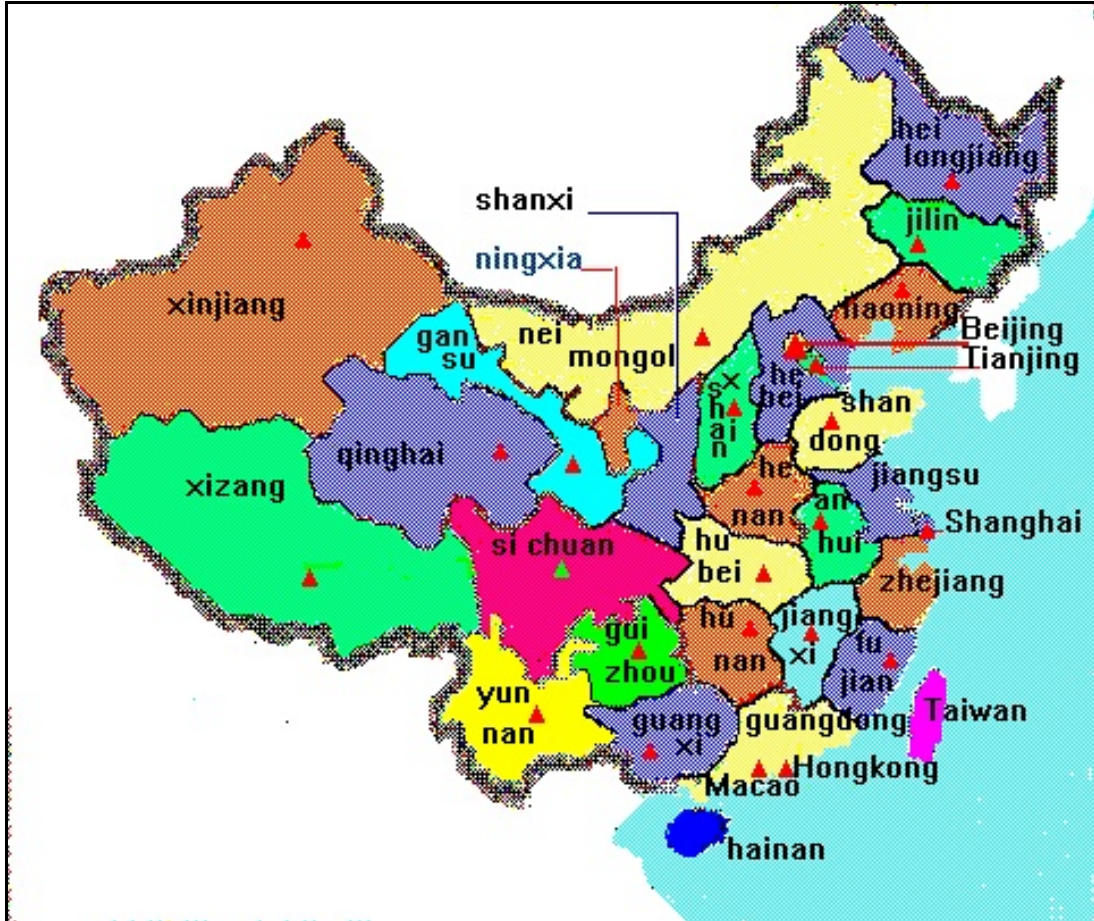 hei
longjiang
jilin
shanxi
ningxia
xinjiang
liaoning
gan
su
nei
mongol
Beijing
Tianjing
he
bei
shan
dong
shanxi
qinghai
xizang
jiangsu
he
nan
an
hui
Shanghai
si chuan
hu
bei
zhejiang
gui
zhou
hu
nan
jiang
xi
fu
jian
yun
nan
guang
xi
guangdong
Taiwan
Hongkong
Macao
hainan